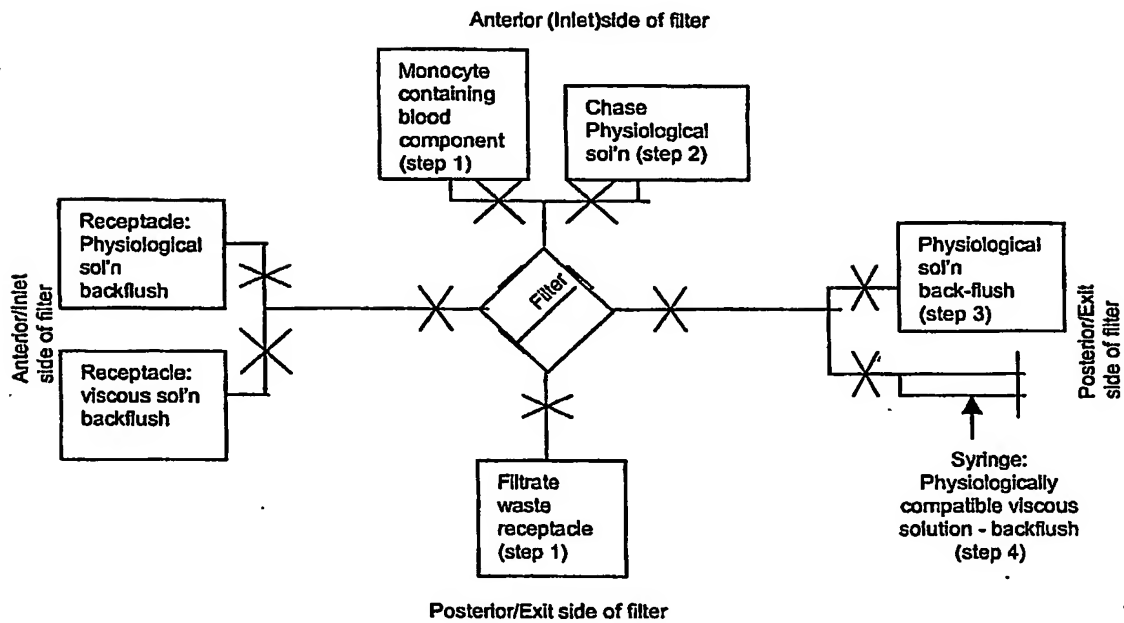 Anterior (Inlet)side of filter
Monocyte
containing
blood
component
(step 1)
Chase
Physiological
sol'n (step 2)
Receptacle:
Physiological
sol'n
backflush
Anterior/Inlet
side of filter
Receptacle:
viscous sol'n
backflush
Filter
Physiological
sol'n
back-flush
(step 3)
Posterior/Exit
side of filter
Syringe:
Physiologically
compatible viscous
solution - backflush
(step 4)
Filtrate
waste
receptacle
(step 1)
Posterior/Exit side of filter